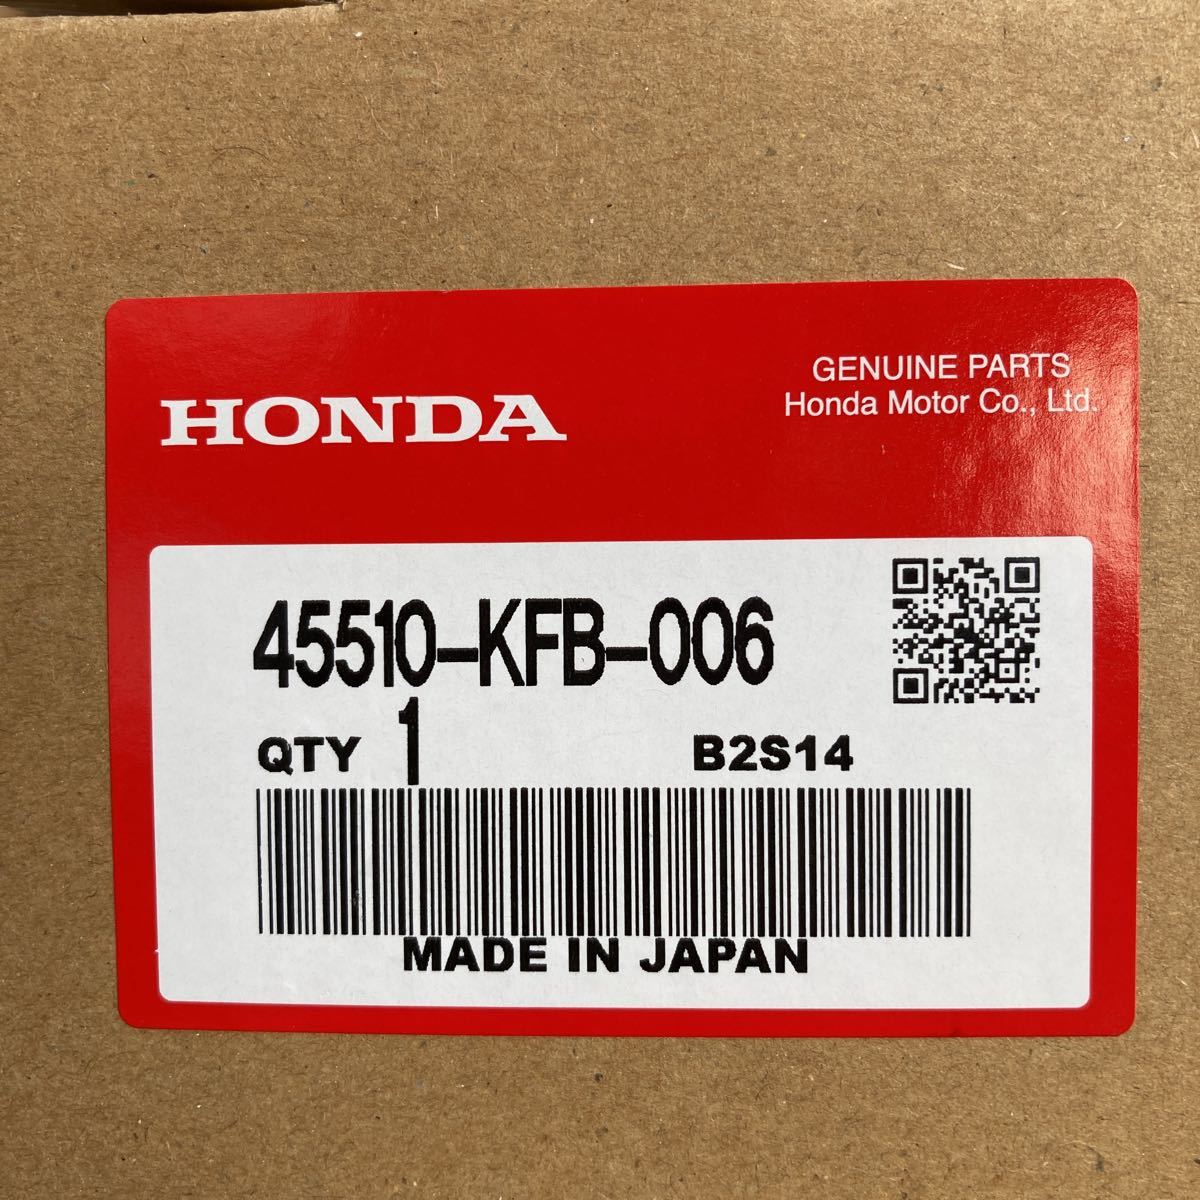 HONDA
GENUINE PARTS
Honda Motor Co., Ltd.
45510-KFB-006
QTY 1 B2S14
MADE IN JAPAN